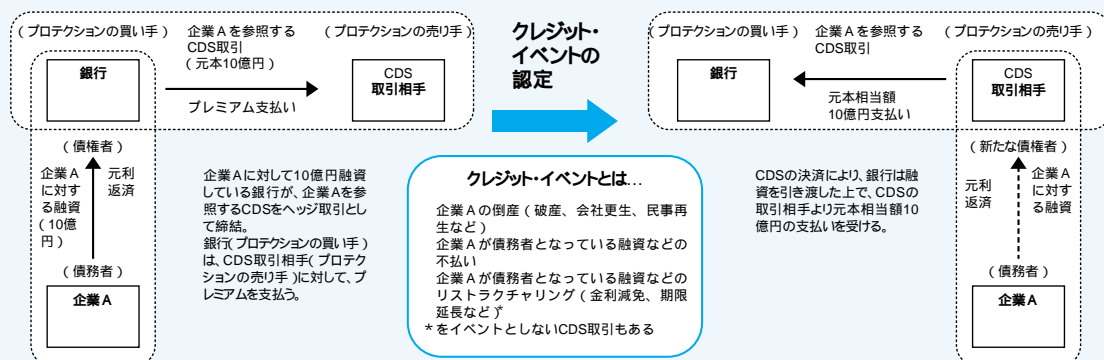 (プロテクションの買い手)
企業Aを参照する
CDS取引
(元本10億円)
(プロテクションの売り手)
銀行
CDS
取引相手
プレミアム支払い
(債権者)
企業A
に対す
る融資
(10億
円)
元利
返済
(債務者)
企業A
企業Aに対して10億円融資
している銀行が、企業Aを参
照するCDSをヘッジ取引として
締結。
銀行(プロテクションの買い手)
は、CDS取引相手(プロテ
クションの売り手)に対して、プ
レミアムを支払う。
クレジット・
イベントの
認定
クレジット・イベントとは...
企業Aの倒産(破産、会社更生、民事再
生など)
企業Aが債務者となっている融資などの
不払い
企業Aが債務者となっている融資などの
リストラクチャリング(金利減免、期限
延長など)*
*をイベントとしないCDS取引もある
(プロテクションの買い手)
企業Aを参照する
CDS取引
(プロテクションの売り手)
銀行
CDS
取引相手
元本相当額
10億円支払い
CDSの決済により、銀行は融
資を引き渡した上で、CDSの
取引相手より元本相当額10
億円の支払いを受ける。
(新たな債権者)
元利
返済
企業A
に対す
る融資
(債務者)
企業A